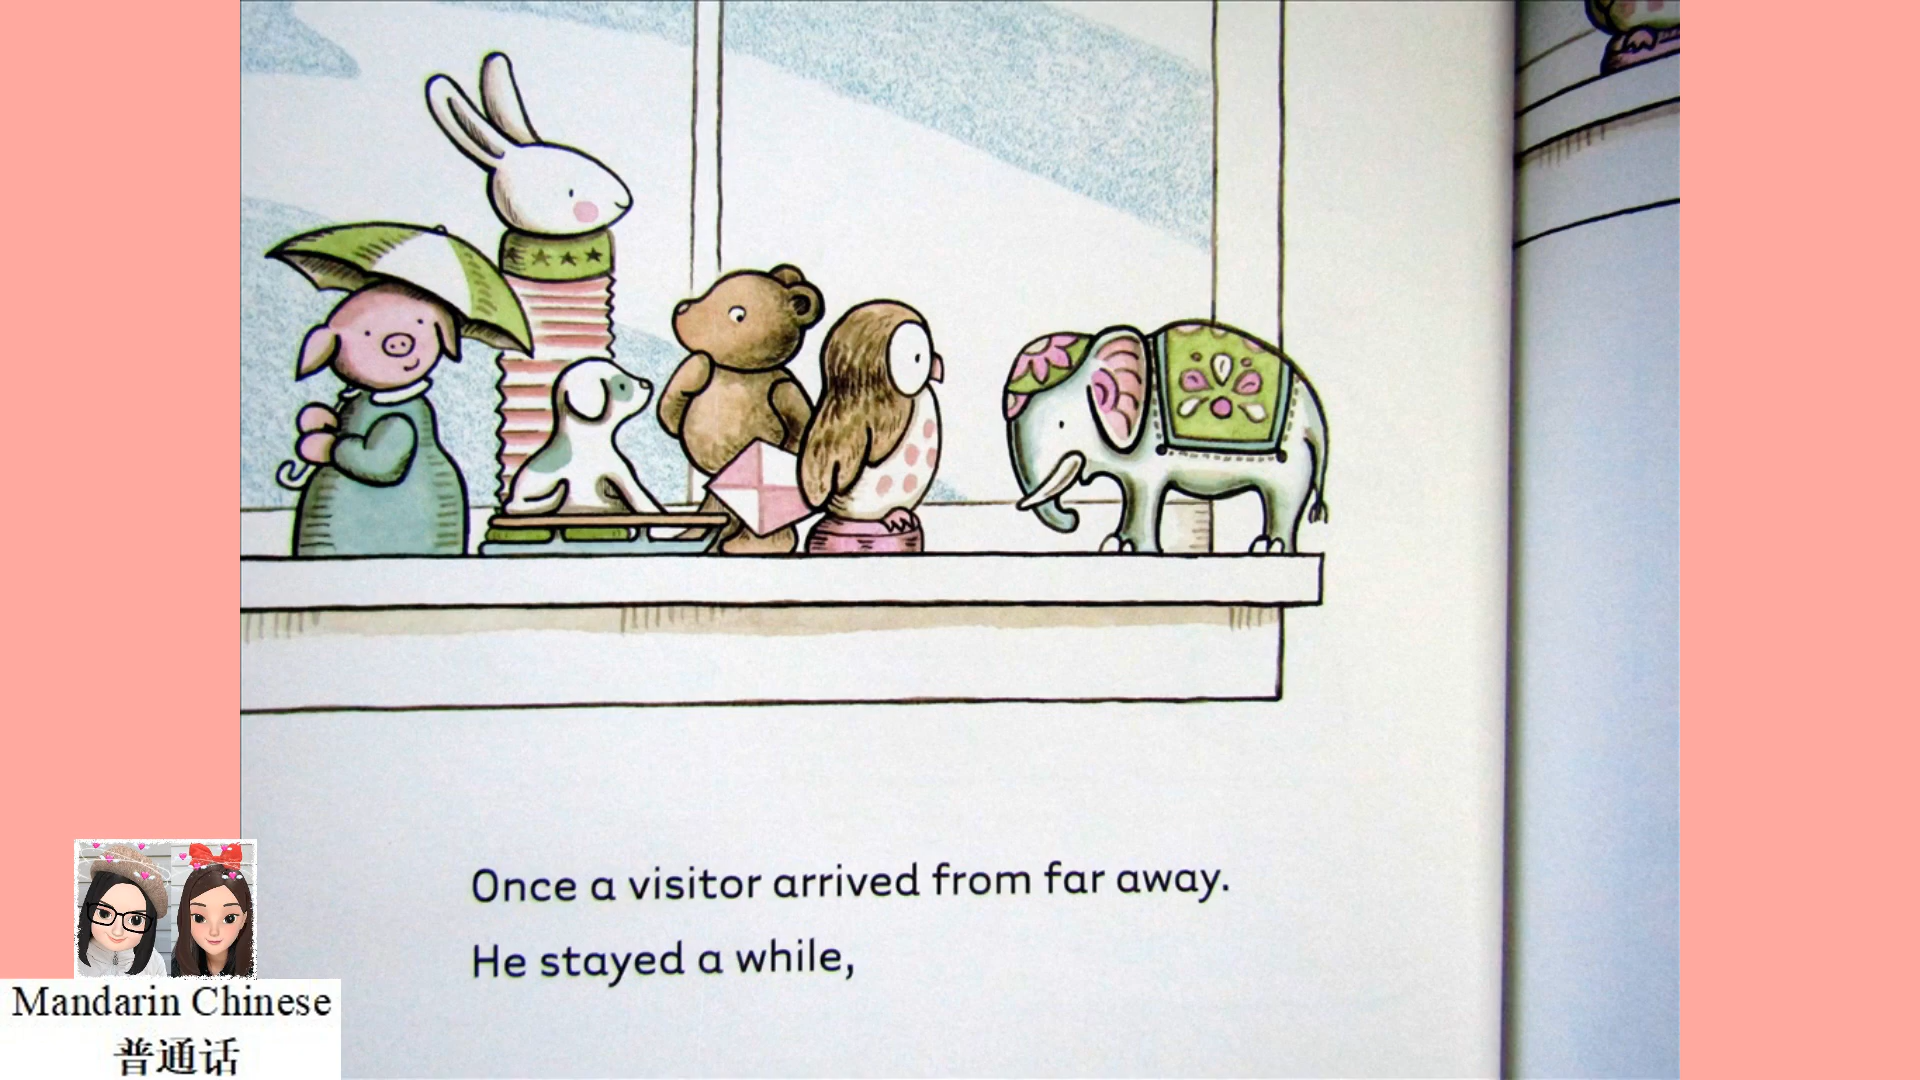 Once a visitor arrived from far away.
He stayed a while,
Mandarin Chinese
普通话